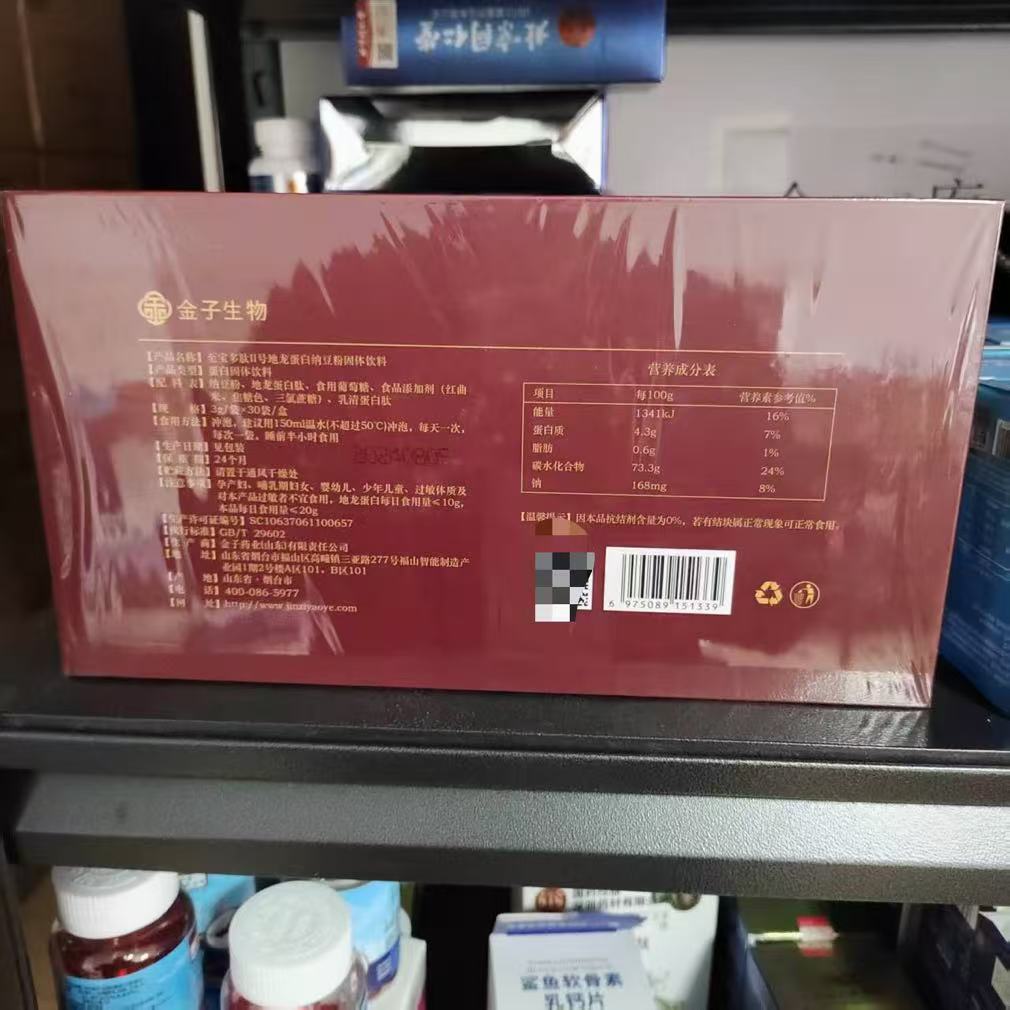 北京同仁堂
金子生物
【产品名称】至宝多肽II号地龙蛋白纳豆粉固体饮料
【产品类型】蛋白固体饮料
【配 料 表】纳豆粉、地龙蛋白肽、食用葡萄糖、食品添加剂（红曲
米、焦糖色、三氯蔗糖）、乳清蛋白肽
【规 格】3g/袋×30袋/盒
【食用方法】冲泡，建议用150ml温水(不超过50℃)冲泡，每天一次，
每次一袋，睡前半小时食用
【生产日期】见包装
【保 质 期】24个月
【贮藏方法】请置于通风干燥处
【注意事项】孕产妇、哺乳期妇女、婴幼儿、少年儿童、过敏体质及
对本产品过敏者不宜食用，地龙蛋白每日食用量≤10g，
本品每日食用量≤20g
【生产许可证编号】SC10637061100657
【执行标准】GB/T 29602
【生 产 商】金子药业(山东)有限责任公司
【地 址】山东省烟台市福山区高疃镇三亚路277号福山智能制造产
业园1期2号楼A区101，B区101
【产 地】山东省·烟台市
【电 话】400-086-5977
【网 址】http://www.jinziyaoye.com
营养成分表
项目 每100g 营养素参考值%
能量 1341kJ 16%
蛋白质 4.3g 7%
脂肪 0.6g 1%
碳水化合物 73.3g 24%
钠 168mg 8%
【温馨提示】因本品抗结剂含量为0%，若有结块属正常现象可正常食用。
6 975089 151339
鲨鱼软骨素
乳钙片